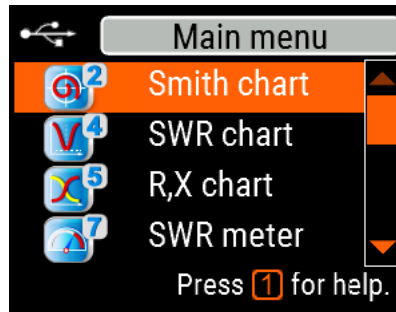 Main menu
2 Smith chart
4 SWR chart
5 R,X chart
7 SWR meter
Press 1 for help.